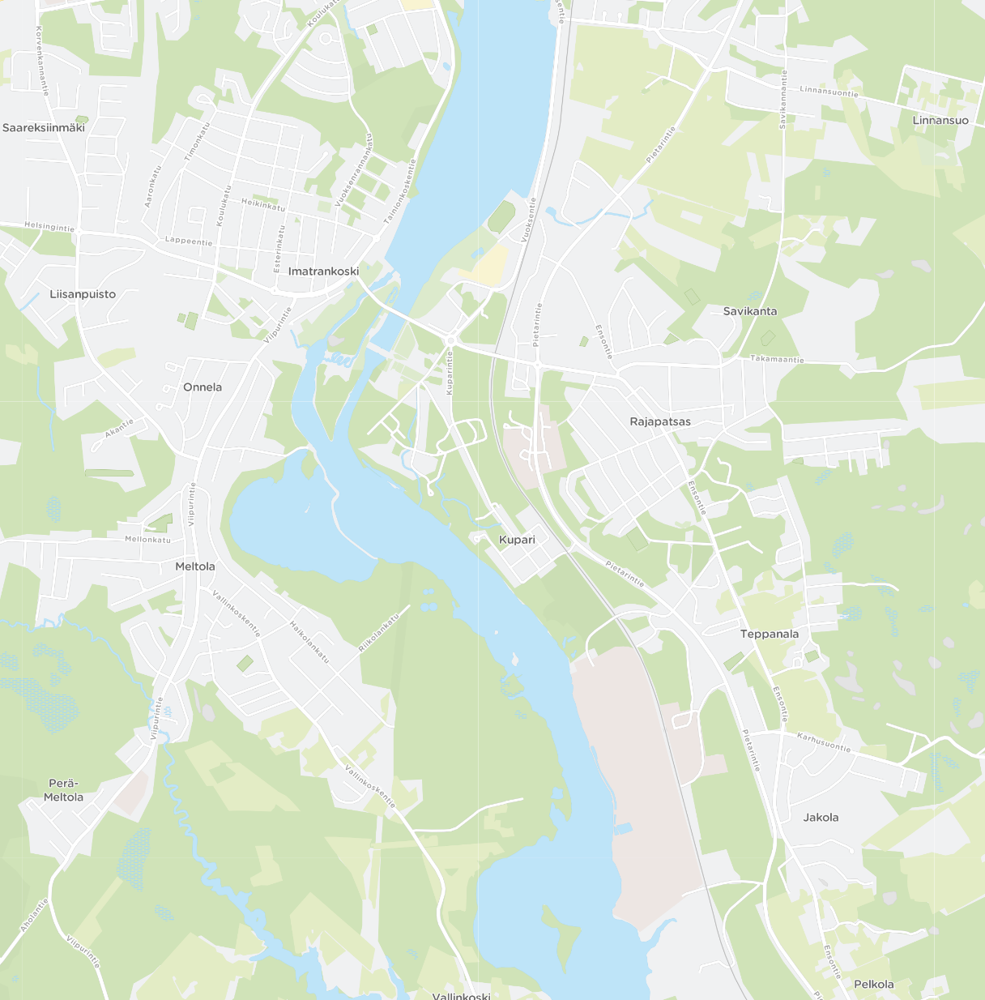 Koulukatu
Vuoksentie
Korvenkannantie
Saareksiinmäki
Linnansuontie
Savikannantie
Linnansuo
Timonkatu
Aaronkatu
Koulukatu
Heikinkatu
Vuoksenrannankatu
Tainionkoskentie
Pietarintie
Vuoksentie
Helsingintie
Lappeentie
Esterinkatu
Imatrankoski
Liisanpuisto
Viipurintie
Pietarintie
Ensontie
Savikanta
Takamaantie
Kuparintie
Onnela
Akantie
Rajapatsas
Viipurintie
Ensontie
Mellonkatu
Meltola
Kupari
Pietarintie
Vallinkoskentie
Haikolankatu
Riikolankatu
Teppanala
Viipurintie
Ensontie
Pietarintie
Karhusuontie
Vallinkoskentie
Perä-
Meltola
Jakola
Aholantie
Viipurintie
Ensontie
Pelkola
Vallinkoski